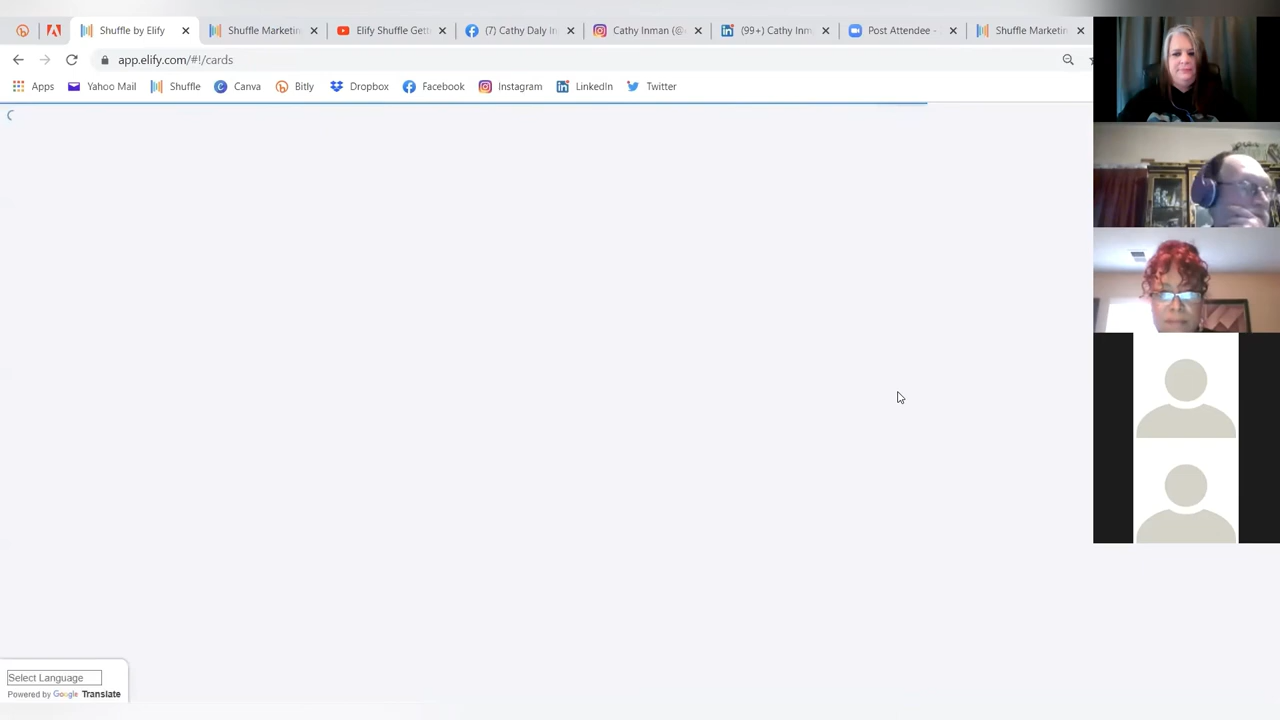 Shuffle by Elify
Shuffle Marketin
Elify Shuffle Gett
(7) Cathy Daly In
Cathy Inman (@
(99+) Cathy Inm
Post Attendee -
Shuffle Marketin
app.elify.com/#!/cards
Apps
Yahoo Mail
Shuffle
Canva
Bitly
Dropbox
Facebook
Instagram
LinkedIn
Twitter
Select Language
Powered by Google Translate